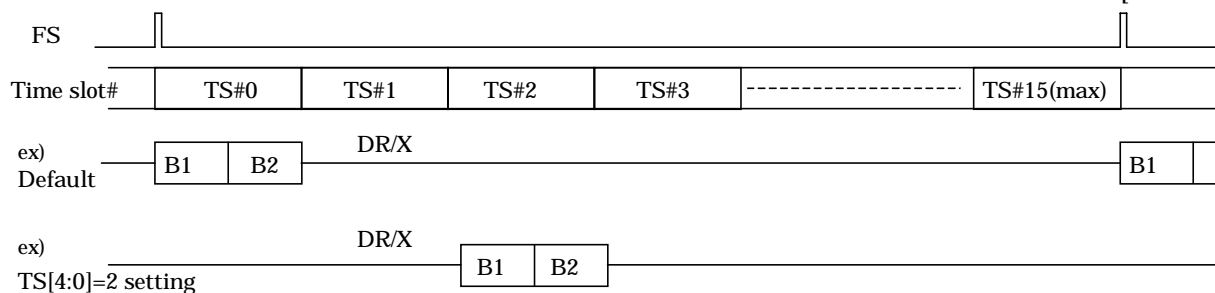 FS
Time slot# TS#0 TS#1 TS#2 TS#3 TS#15(max)
ex) DR/X
Default B1 B2 B1
ex) DR/X
TS[4:0]=2 setting B1 B2